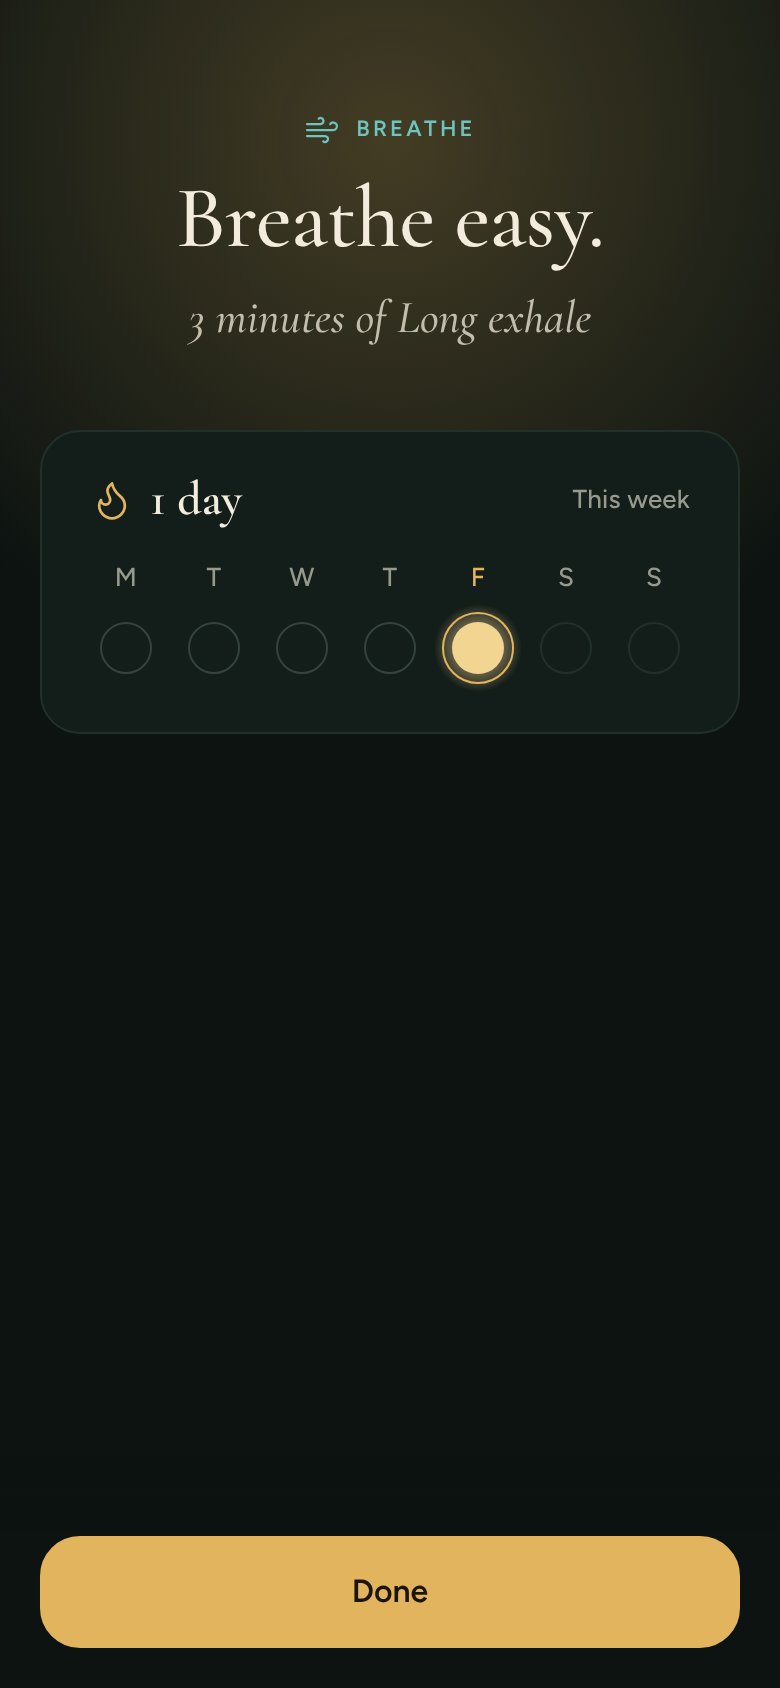 BREATHE
Breathe easy.
3 minutes of Long exhale
1 day
This week
M T W T F S S
Done